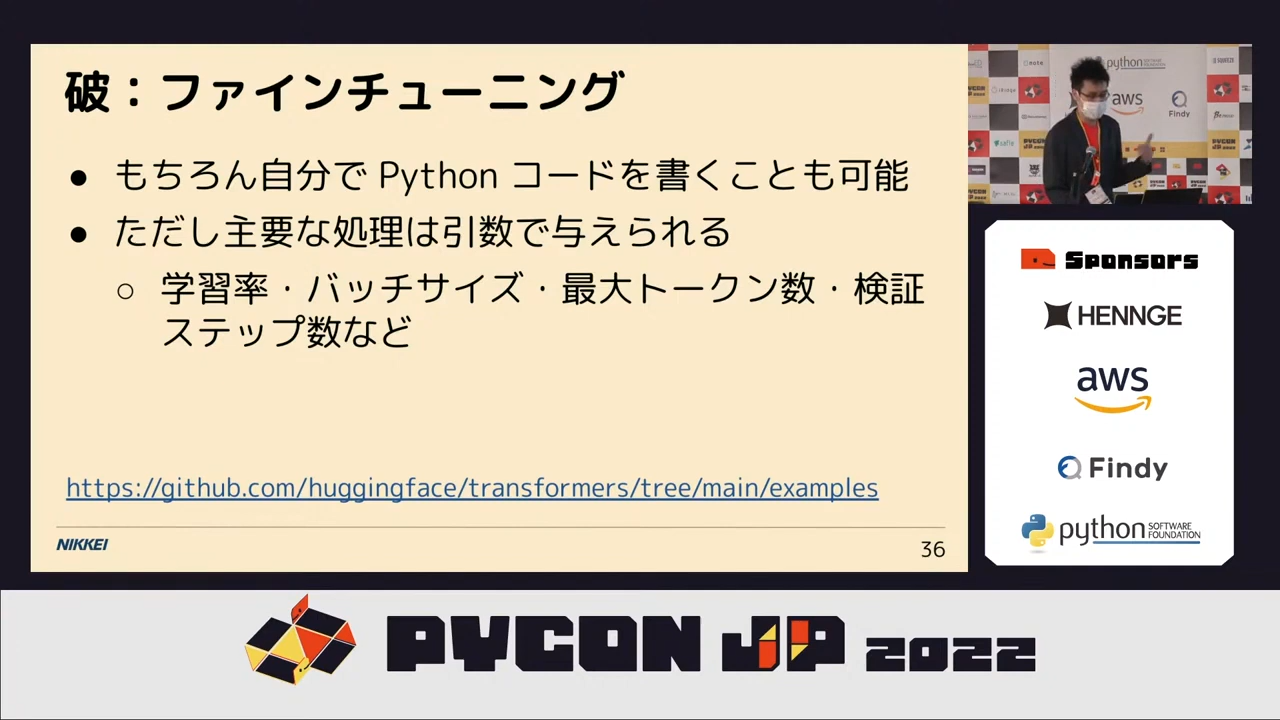 破：ファインチューニング
● もちろん自分で Python コードを書くことも可能
● ただし主要な処理は引数で与えられる
○ 学習率・バッチサイズ・最大トークン数・検証
ステップ数など
https://github.com/huggingface/transformers/tree/main/examples
NIKKEI
36
python
aws
Findy
Sponsors
HENNGE
aws
Findy
python SOFTWARE
FOUNDATION
PYCON JP 2022